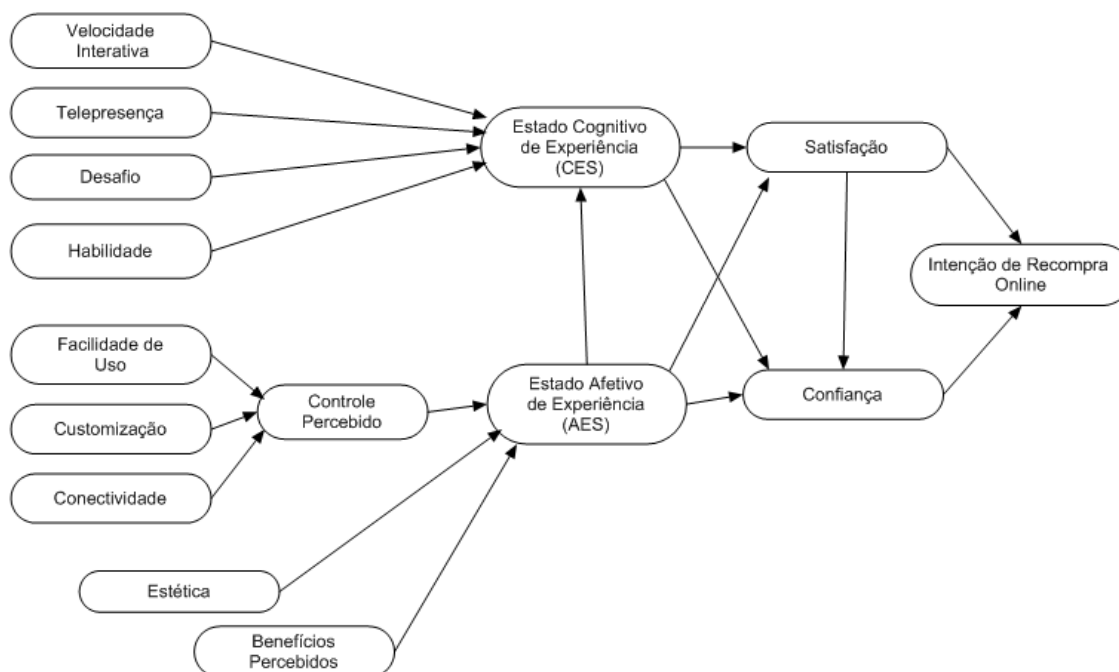 Velocidade
Interativa
Telepresença
Desafio
Habilidade
Facilidade de
Uso
Customização
Conectividade
Estética
Benefícios
Percebidos
Controle
Percebido
Estado Cognitivo
de Experiência
(CES)
Estado Afetivo
de Experiência
(AES)
Satisfação
Confiança
Intenção de Recompra
Online